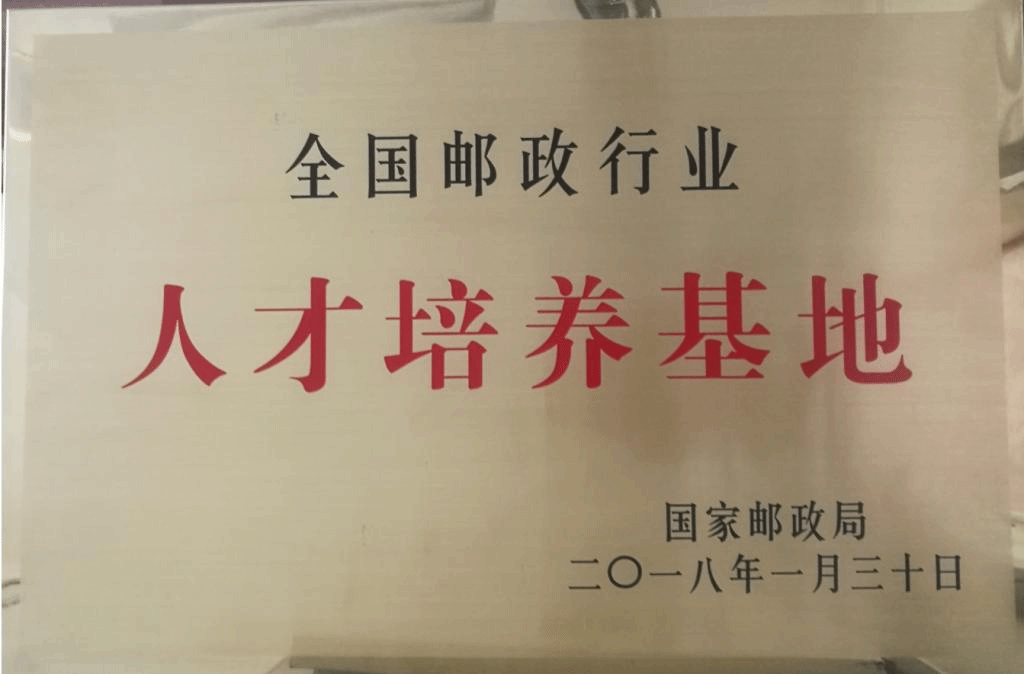 全国邮政行业
人才培养基地
国家邮政局
二〇一八年一月三十日